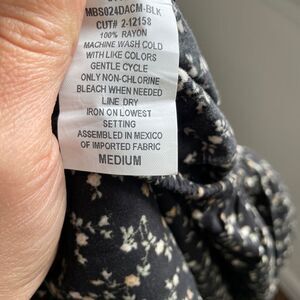 MBS024DACM-BLK
CUT# 2-12158
100% RAYON
MACHINE WASH COLD
WITH LIKE COLORS
GENTLE CYCLE
ONLY NON-CHLORINE
BLEACH WHEN NEEDED
LINE DRY
IRON ON LOWEST
SETTING
ASSEMBLED IN MEXICO
OF IMPORTED FABRIC
MEDIUM